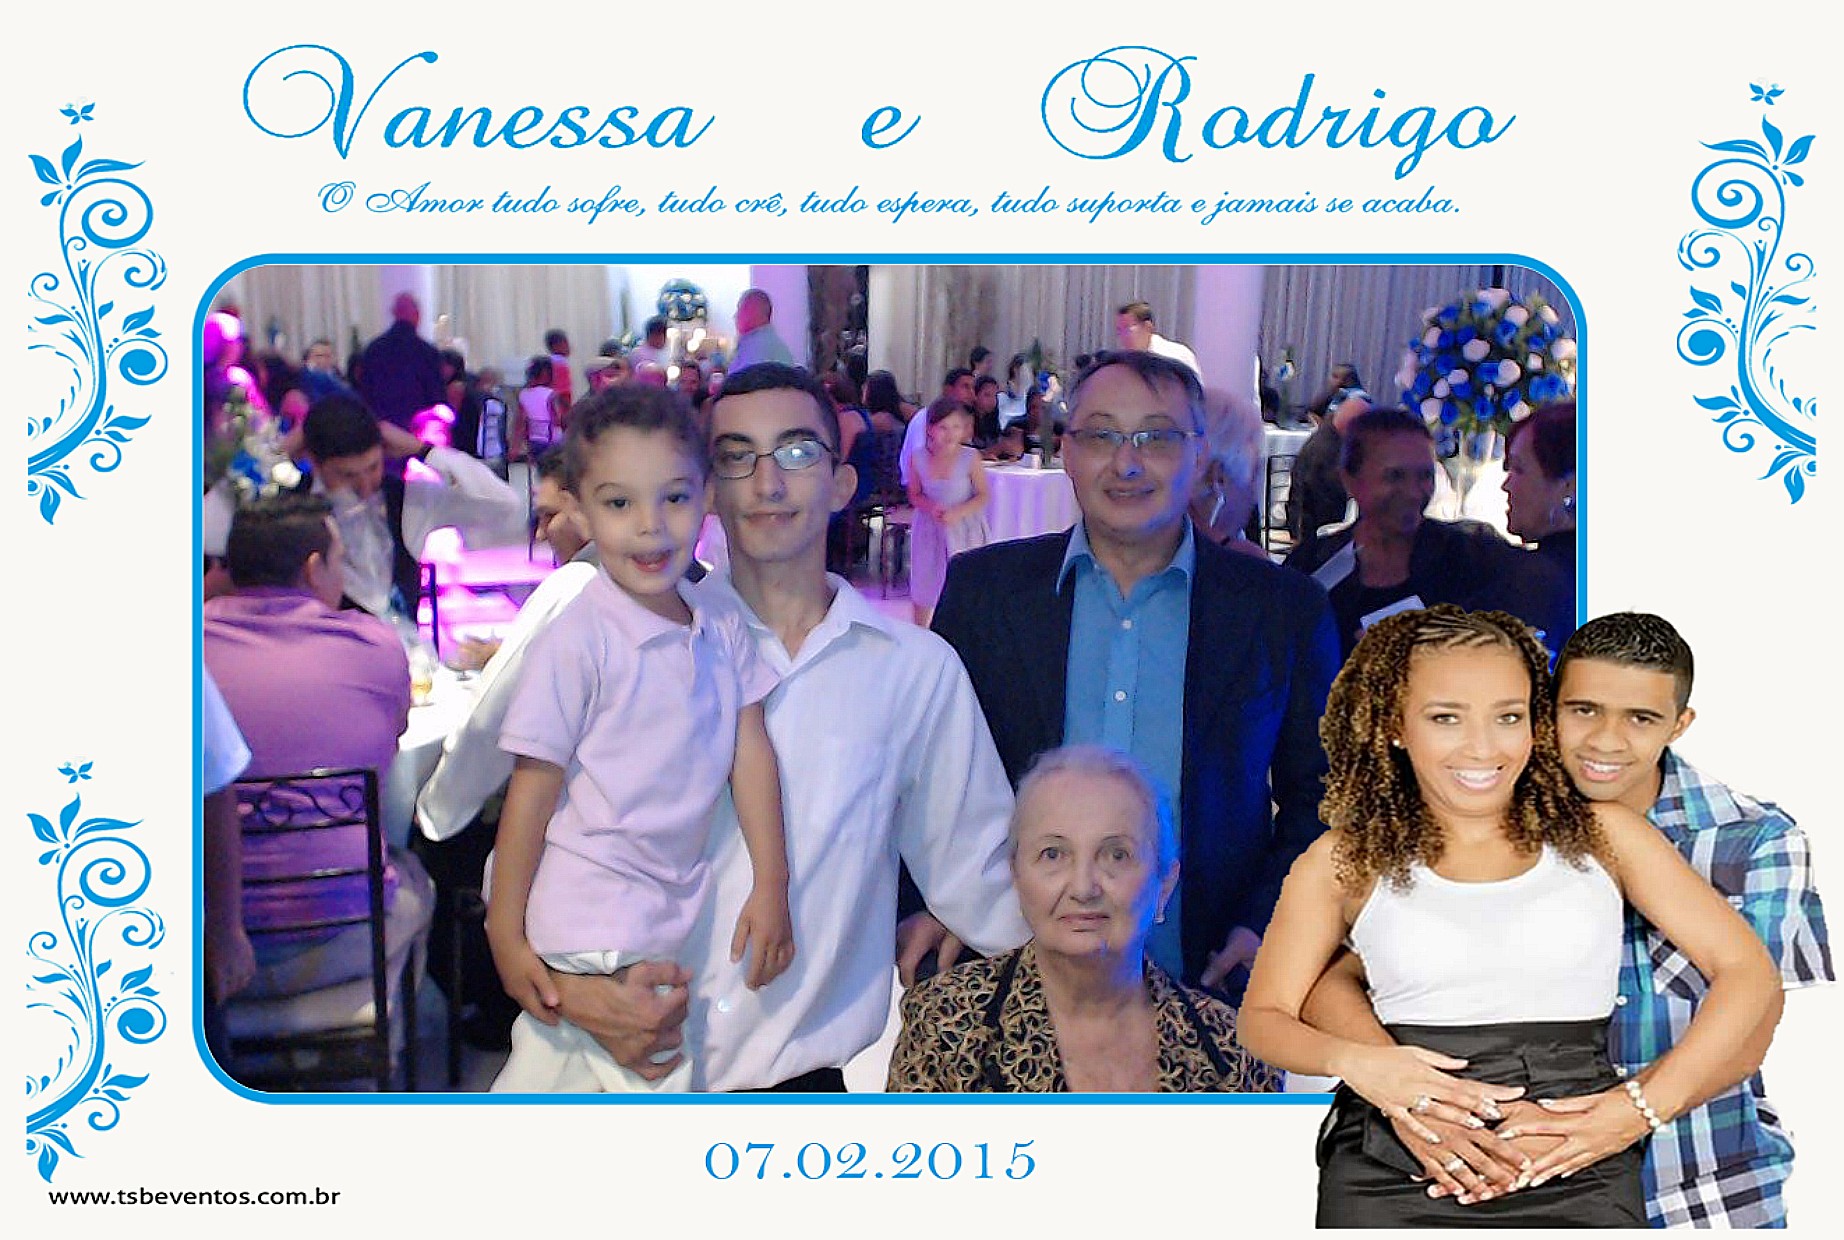 Vanessa e Rodrigo
O Amor tudo sofre, tudo crê, tudo espera, tudo suporta e jamais se acaba.
07.02.2015
www.tsbeventos.com.br